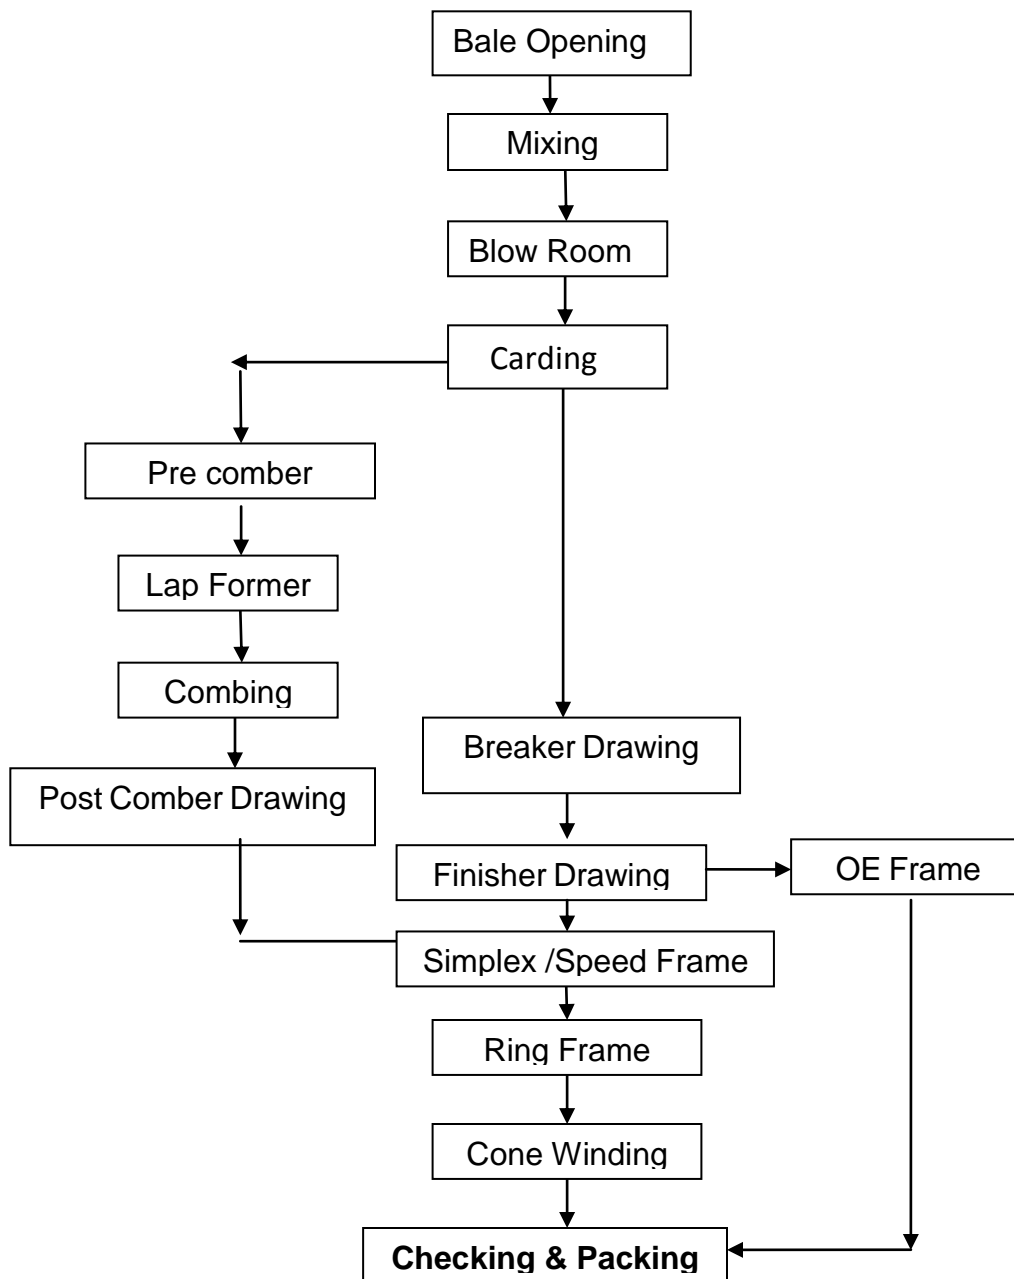 Bale Opening
Mixing
Blow Room
Carding
Pre comber
Lap Former
Combing
Breaker Drawing
Post Comber Drawing
Finisher Drawing
OE Frame
Simplex /Speed Frame
Ring Frame
Cone Winding
Checking & Packing